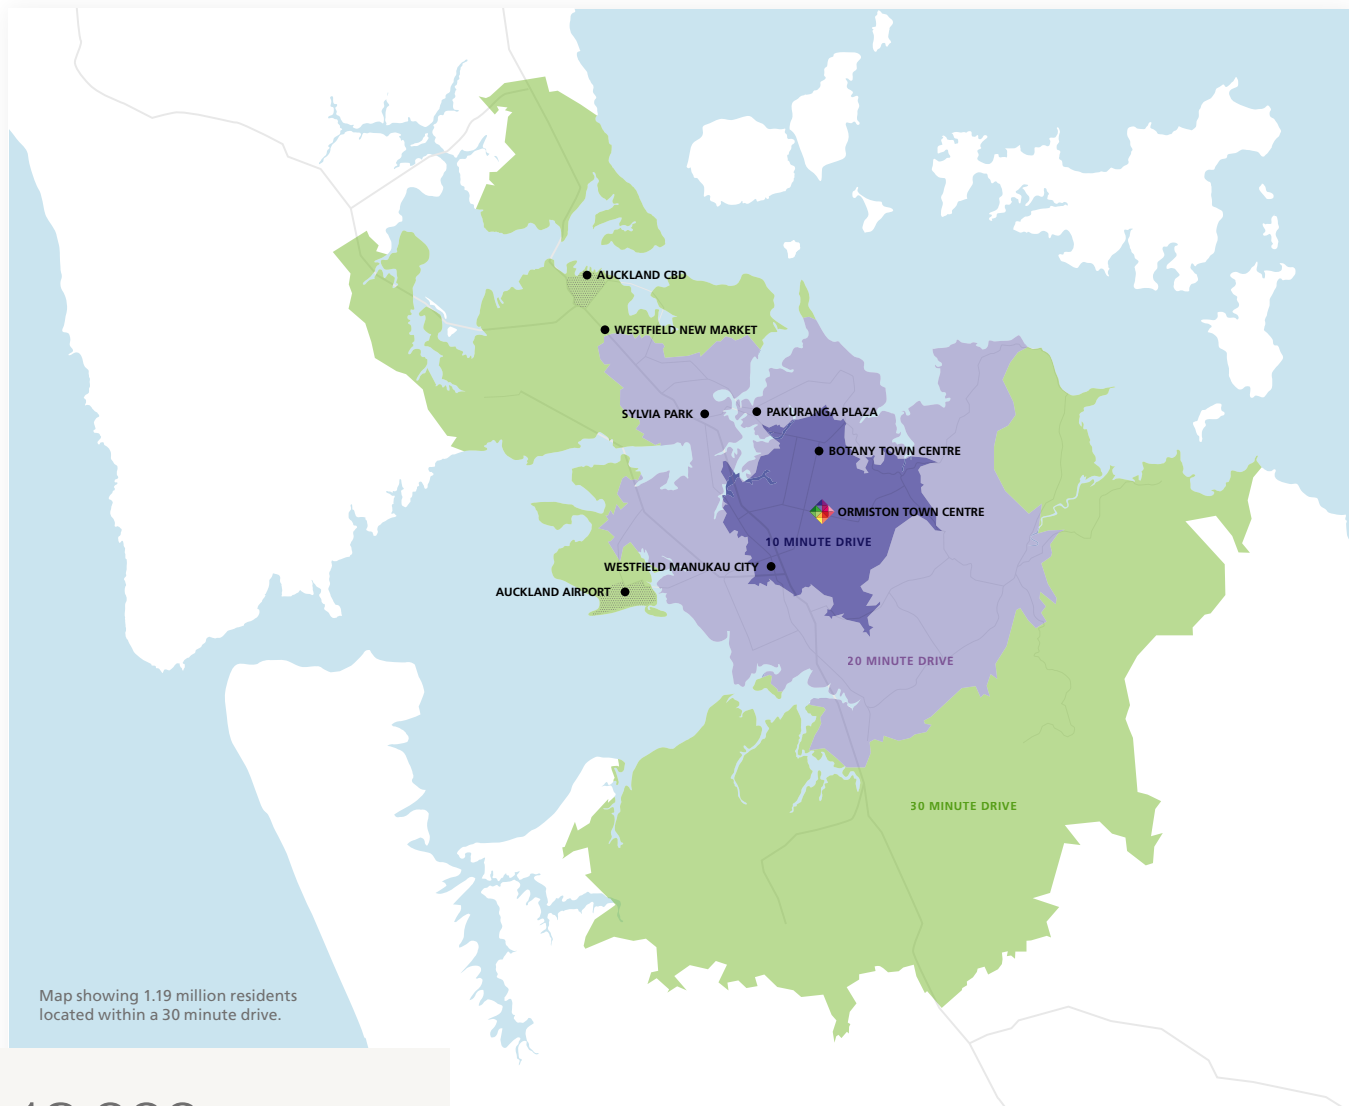 AUCKLAND CBD
WESTFIELD NEW MARKET
SYLVIA PARK
PAKURANGA PLAZA
BOTANY TOWN CENTRE
ORMISTON TOWN CENTRE
10 MINUTE DRIVE
WESTFIELD MANUKAU CITY
AUCKLAND AIRPORT
20 MINUTE DRIVE
30 MINUTE DRIVE
Map showing 1.19 million residents
located within a 30 minute drive.